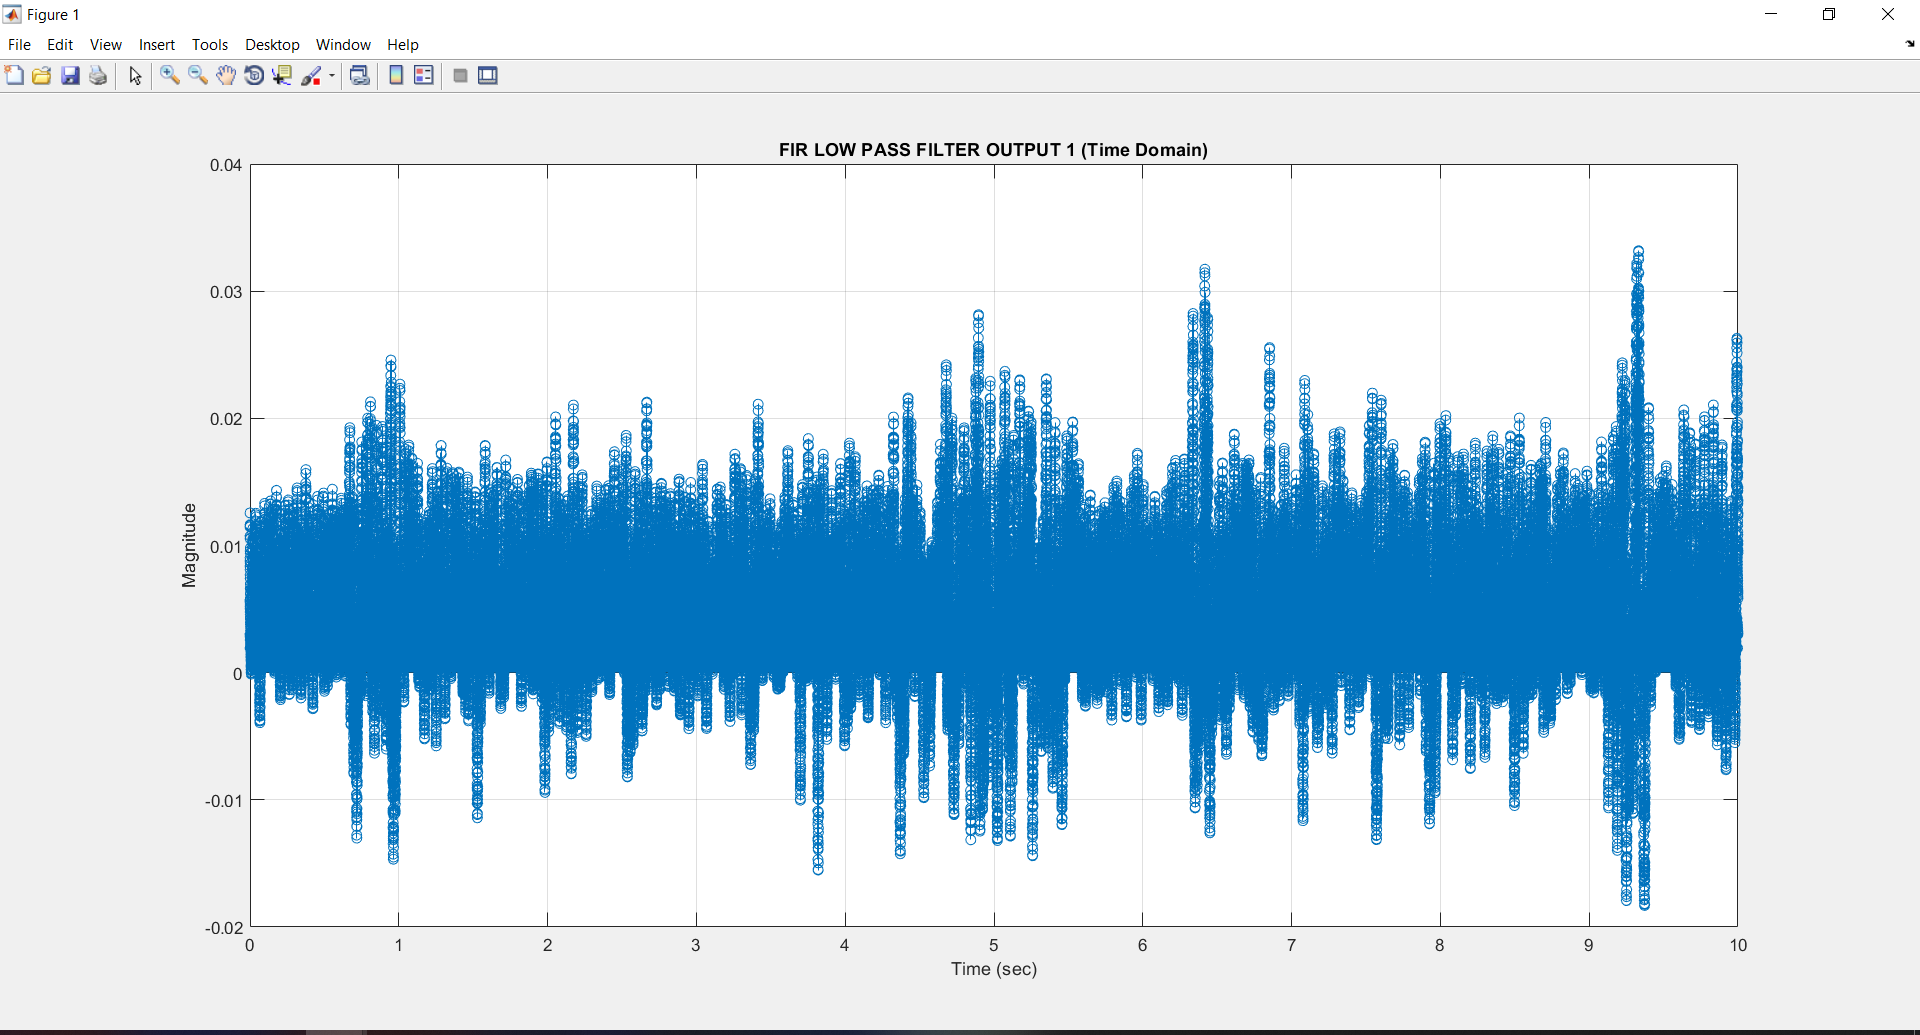 Figure 1
File Edit View Insert Tools Desktop Window Help
FIR LOW PASS FILTER OUTPUT 1 (Time Domain)
0.04
0.03
0.02
0.01
0
-0.01
-0.02
Magnitude
0 1 2 3 4 5 6 7 8 9 10
Time (sec)